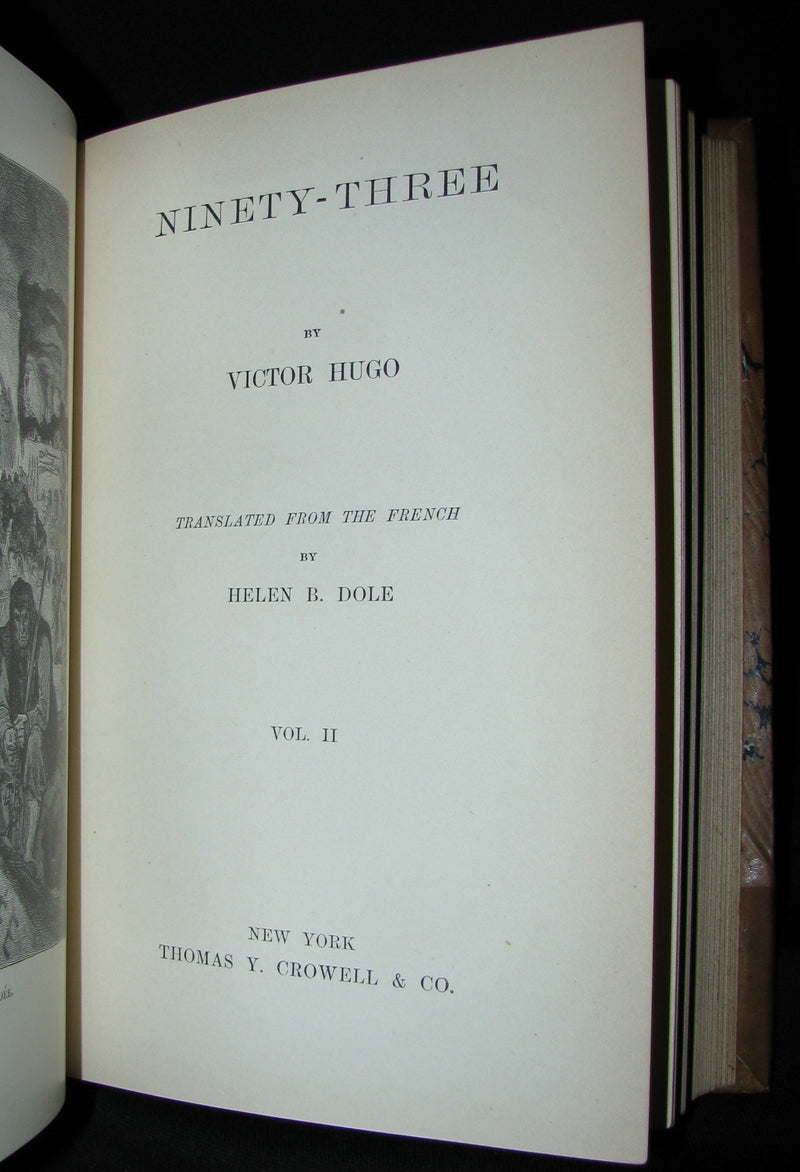 NINETY-THREE
BY
VICTOR HUGO
TRANSLATED FROM THE FRENCH
BY
HELEN B. DOLE
VOL. II
NEW YORK
THOMAS Y. CROWELL & CO.